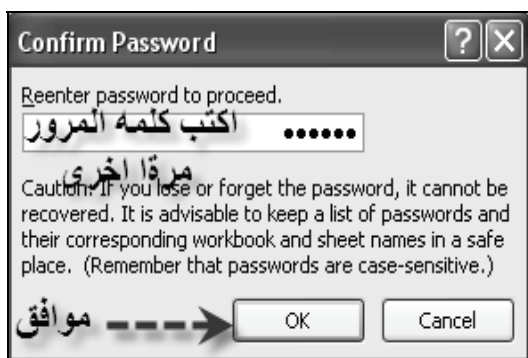 Confirm Password
Reenter password to proceed.
اكتب كلمه المرور ••••••
مرة اخرى
Caution: If you lose or forget the password, it cannot be
recovered. It is advisable to keep a list of passwords and
their corresponding workbook and sheet names in a safe
place. (Remember that passwords are case-sensitive.)
موافق OK Cancel